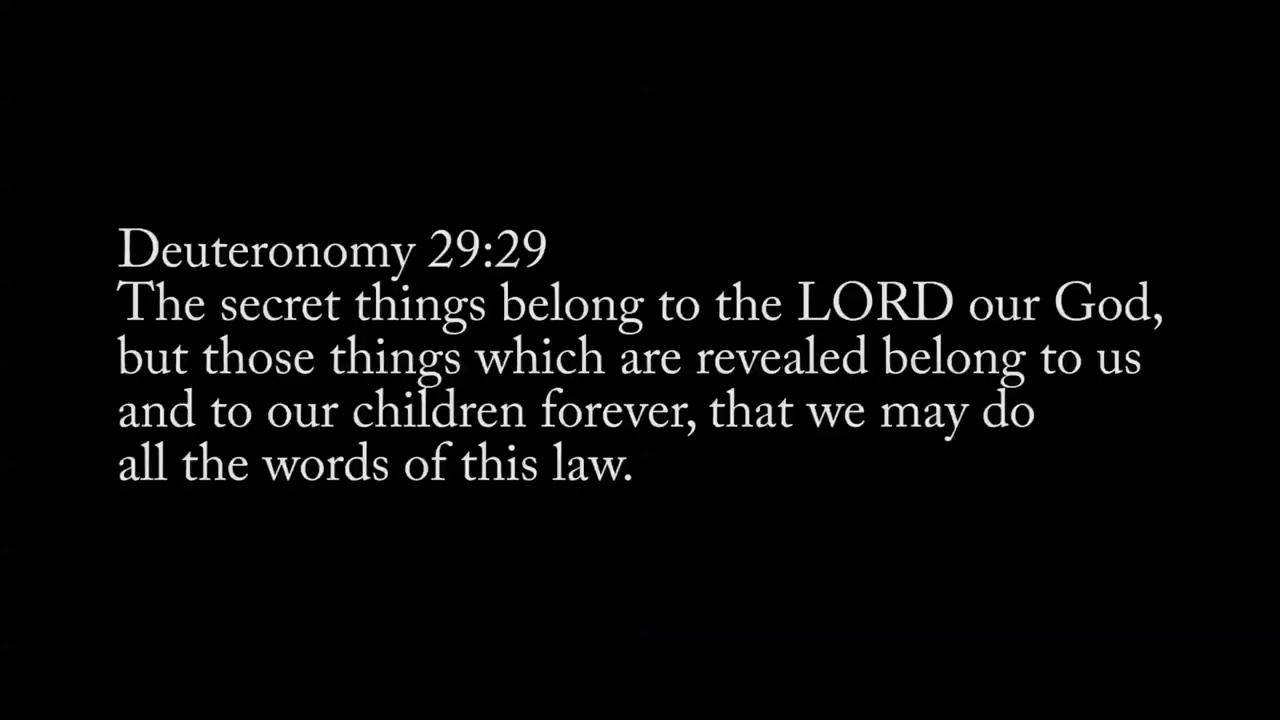 Deuteronomy 29:29
The secret things belong to the LORD our God,
but those things which are revealed belong to us
and to our children forever, that we may do
all the words of this law.